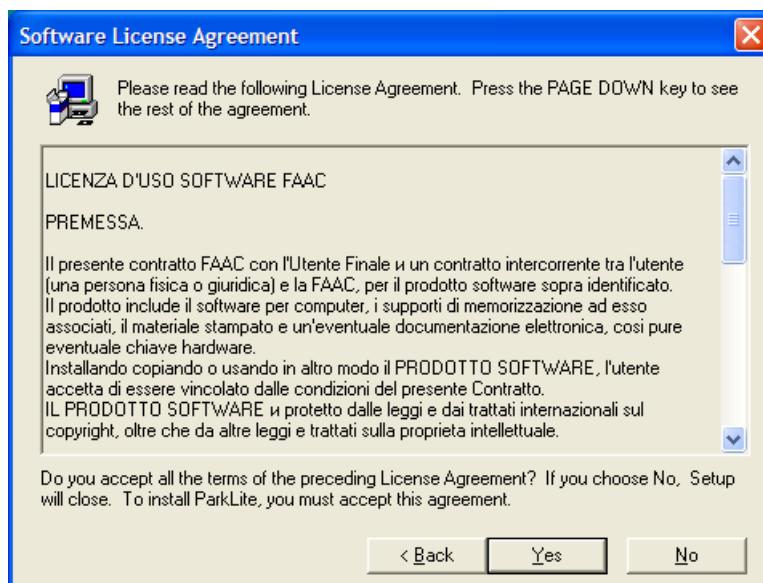 Software License Agreement
Please read the following License Agreement. Press the PAGE DOWN key to see
the rest of the agreement.
LICENZA D'USO SOFTWARE FAAC
PREMESSA.
Il presente contratto FAAC con l'Utente Finale и un contratto intercorrente tra l'utente
(una persona fisica o giuridica) e la FAAC, per il prodotto software sopra identificato.
Il prodotto include il software per computer, i supporti di memorizzazione ad esso
associati, il materiale stampato e un'eventuale documentazione elettronica, cosi pure
eventuale chiave hardware.
Installando copiando o usando in altro modo il PRODOTTO SOFTWARE, l'utente
accetta di essere vincolato dalle condizioni del presente Contratto.
IL PRODOTTO SOFTWARE и protetto dalle leggi e dai trattati internazionali sul
copyright, oltre che da altre leggi e trattati sulla proprieta intellettuale.
Do you accept all the terms of the preceding License Agreement? If you choose No, Setup
will close. To install ParkLite, you must accept this agreement.
< Back Yes No